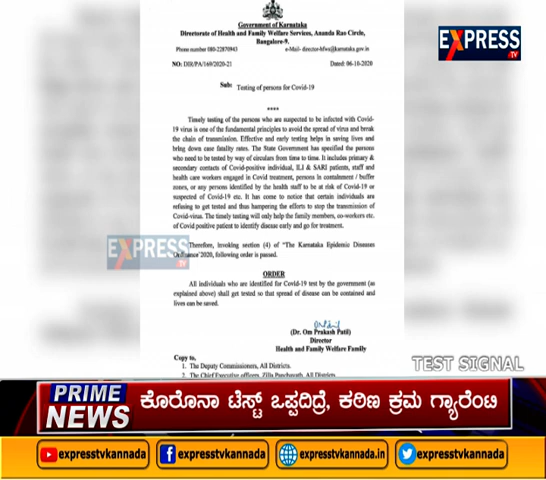 Government of Karnataka
Directorate of Health and Family Welfare Services, Ananda Rao Circle,
Bangalore-9.
Phone number 080-22870943 e-Mail- director-hfws@karnataka.gov.in
NO: DIR/PA/169/2020-21 Dated: 06-10-2020
Sub: Testing of persons for Covid-19
****
Timely testing of the persons who are suspected to be infected with Covid-
19 virus is one of the fundamental principles to avoid the spread of virus and break
the chain of transmission. Effective and early testing helps in saving lives and
bring down case fatality rates. The State Government has specified the persons
who need to be tested by way of circulars from time to time. It includes primary &
secondary contacts of Covid-positive individual, ILI & SARI patients, staff and
health care workers engaged in Covid treatment, persons in containment / buffer
zones, or any persons identified by the health staff to be at risk of Covid-19 or
suspected of Covid-19 etc. It has come to notice that certain individuals are
refusing to get tested and thus hampering the efforts to stop the transmission of
Covid-virus. The timely testing will only help the family members, co-workers etc.
of Covid positive patient to identify disease early and go for treatment.
Therefore, invoking section (4) of "The Karnataka Epidemic Diseases
Ordinance'2020, following order is passed.
ORDER
All individuals who are identified for Covid-19 test by the government (as
explained above) shall get tested so that spread of disease can be contained and
lives can be saved.
(Dr. Om Prakash Patil)
Director
Health and Family Welfare Family
Copy to,
1. The Deputy Commissioners, All Districts.
2. The Chief Executive officers, Zilla Panchayath, All Districts.
EXPRESS
TV
EXPRESS
TV
TEST SIGNAL
PRIME
NEWS
ಕೊರೊನಾ ಟೆಸ್ಟ್ ಒಪ್ಪದಿದ್ರೆ, ಕಠಿಣ ಕ್ರಮ ಗ್ಯಾರೆಂಟಿ
expresstvkannada expresstvkannada expresstvkannada.in expresstvkannada